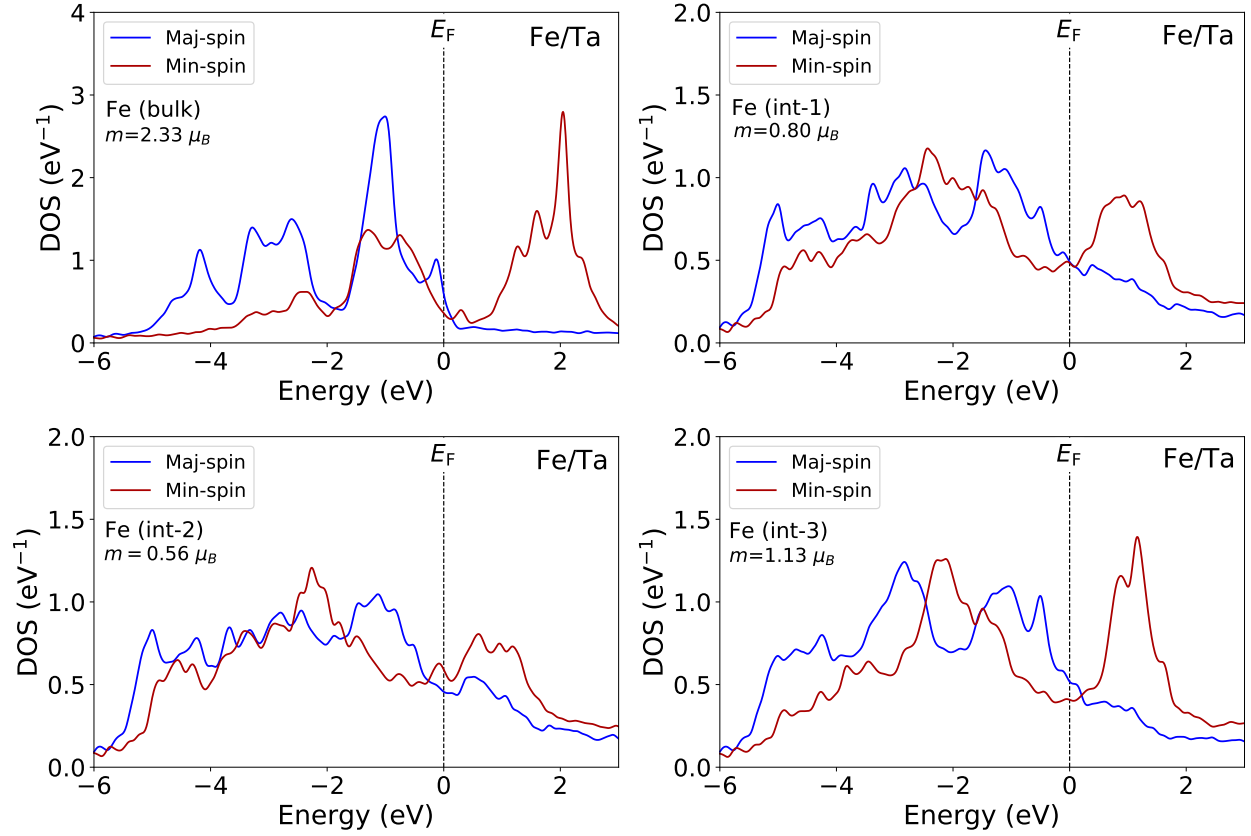 4
3
2
1
0
DOS (eV⁻¹)
Maj-spin
Min-spin
E_F
Fe/Ta
Fe (bulk)
m=2.33 μ_B
−6 −4 −2 0 2
Energy (eV)
2.0
1.5
1.0
0.5
0.0
DOS (eV⁻¹)
Maj-spin
Min-spin
E_F
Fe/Ta
Fe (int-1)
m=0.80 μ_B
−6 −4 −2 0 2
Energy (eV)
2.0
1.5
1.0
0.5
0.0
DOS (eV⁻¹)
Maj-spin
Min-spin
E_F
Fe/Ta
Fe (int-2)
m = 0.56 μ_B
−6 −4 −2 0 2
Energy (eV)
2.0
1.5
1.0
0.5
0.0
DOS (eV⁻¹)
Maj-spin
Min-spin
E_F
Fe/Ta
Fe (int-3)
m=1.13 μ_B
−6 −4 −2 0 2
Energy (eV)